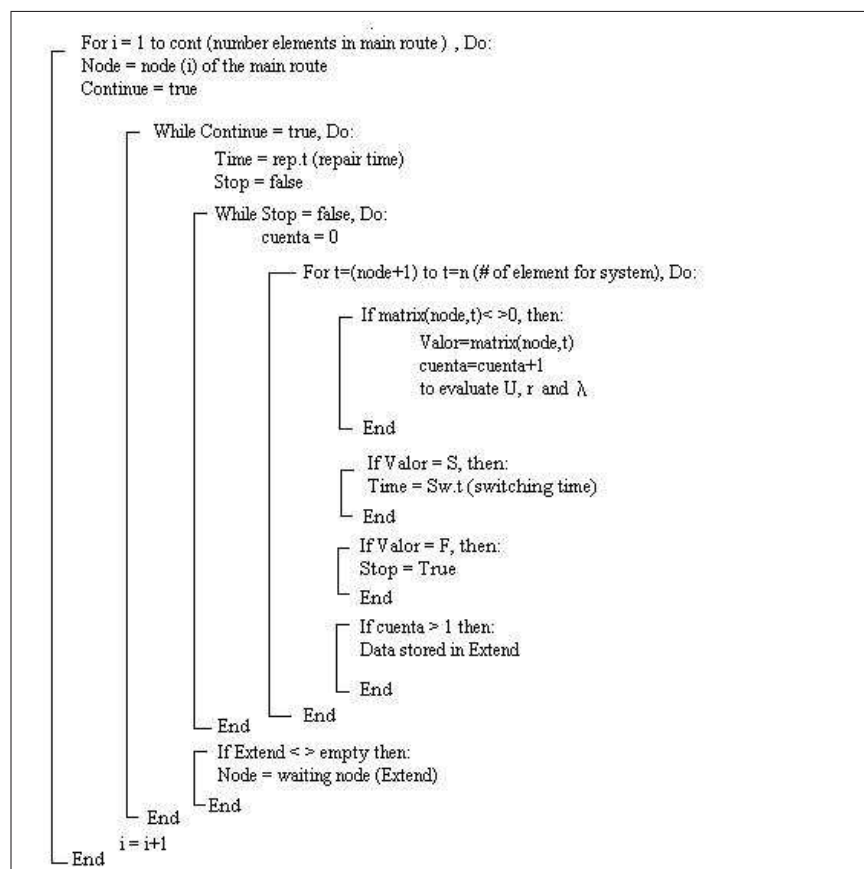 For i = 1 to cont (number elements in main route ) , Do:
Node = node (i) of the main route
Continue = true
While Continue = true, Do:
Time = rep.t (repair time)
Stop = false
While Stop = false, Do:
cuenta = 0
For t=(node+1) to t=n (# of element for system), Do:
If matrix(node,t)< >0, then:
Valor=matrix(node,t)
cuenta=cuenta+1
to evaluate U, r and λ
End
If Valor = S, then:
Time = Sw.t (switching time)
End
If Valor = F, then:
Stop = True
End
If cuenta > 1 then:
Data stored in Extend
End
End
End
If Extend < > empty then:
Node = waiting node (Extend)
End
End
i = i+1
End